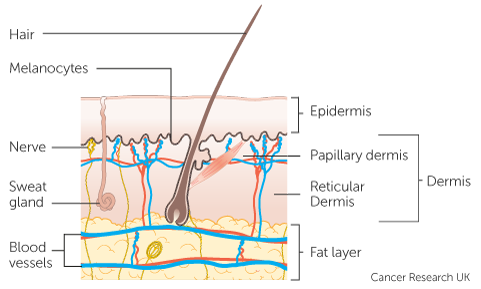 Hair
Melanocytes
Nerve
Sweat
gland
Blood
vessels
Epidermis
Papillary dermis
Reticular
Dermis
Dermis
Fat layer
Cancer Research UK